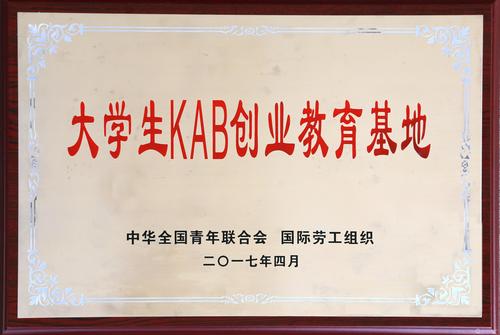 大学生KAB创业教育基地
中华全国青年联合会 国际劳工组织
二〇一七年四月